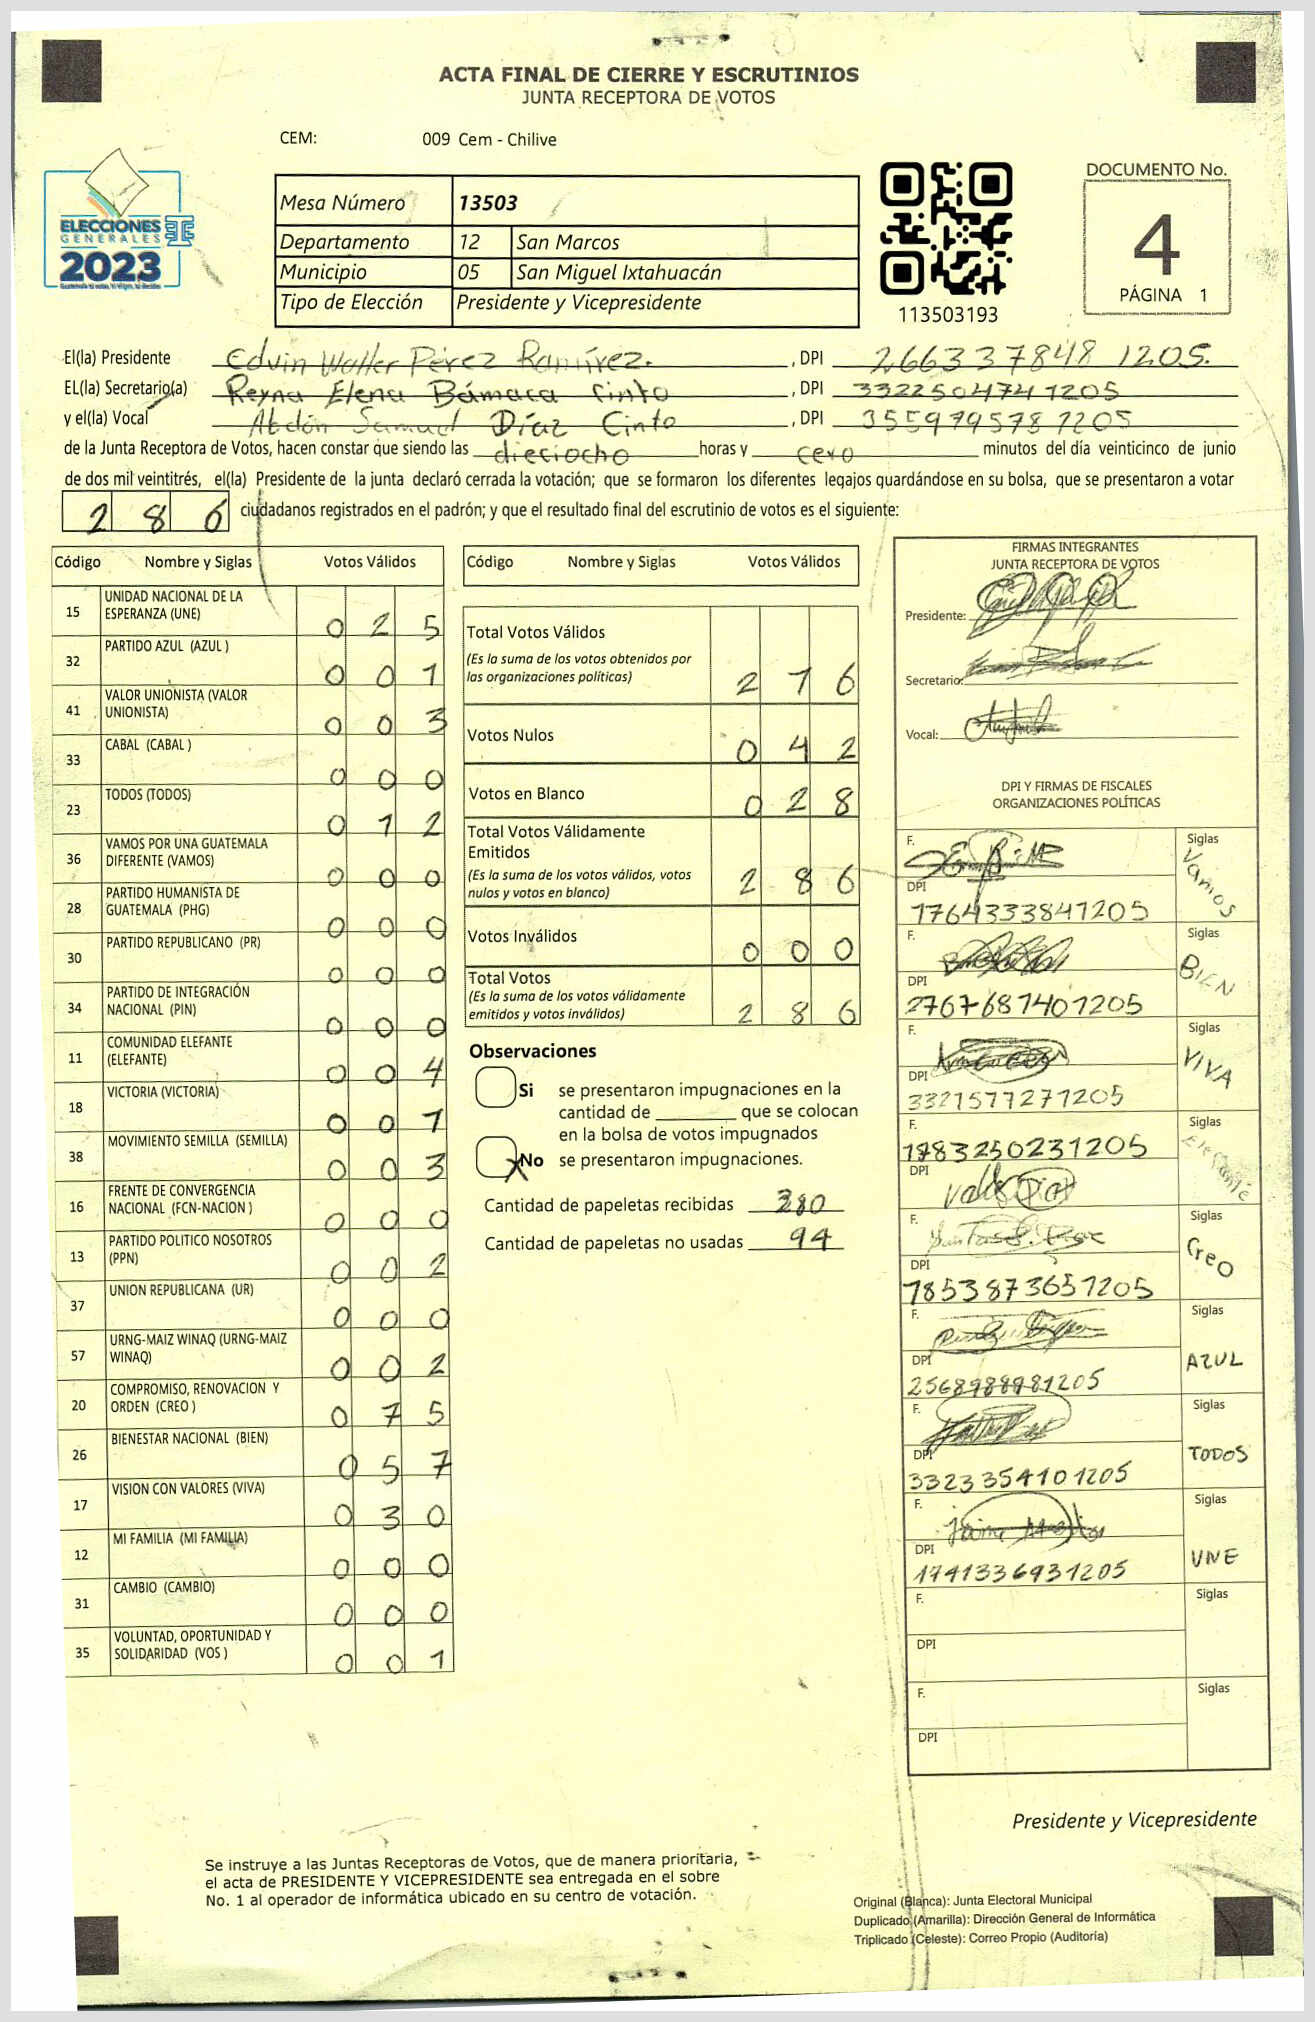 ACTA FINAL DE CIERRE Y ESCRUTINIOS
JUNTA RECEPTORA DE VOTOS
CEM: 009 Cem - Chilive
ELECCIONES
GENERALES
2023
Mesa Número 13503
Departamento 12 San Marcos
Municipio 05 San Miguel Ixtahuacán
Tipo de Elección Presidente y Vicepresidente
113503193
DOCUMENTO No.
4
PÁGINA 1
El(la) Presidente Edvin Walter Pérez Ramírez. , DPI 266337848 1205.
EL(la) Secretario(a) Reyna Elena Bámaca Cinto , DPI 3322504741205
y el(la) Vocal Abdón Samuel Díaz Cinto , DPI 3559795781205
de la Junta Receptora de Votos, hacen constar que siendo las dieciocho horas y cero minutos del día veinticinco de junio
de dos mil veintitrés, el(la) Presidente de la junta declaró cerrada la votación; que se formaron los diferentes legajos quardándose en su bolsa, que se presentaron a votar
2 8 6 ciudadanos registrados en el padrón; y que el resultado final del escrutinio de votos es el siguiente:
Código Nombre y Siglas Votos Válidos
15 UNIDAD NACIONAL DE LA ESPERANZA (UNE) 0 2 5
32 PARTIDO AZUL (AZUL ) 0 0 1
41 VALOR UNIONISTA (VALOR UNIONISTA) 0 0 3
33 CABAL (CABAL ) 0 0 0
23 TODOS (TODOS) 0 1 2
36 VAMOS POR UNA GUATEMALA DIFERENTE (VAMOS) 0 0 0
28 PARTIDO HUMANISTA DE GUATEMALA (PHG) 0 0 0
30 PARTIDO REPUBLICANO (PR) 0 0 0
34 PARTIDO DE INTEGRACIÓN NACIONAL (PIN) 0 0 0
11 COMUNIDAD ELEFANTE (ELEFANTE) 0 0 4
18 VICTORIA (VICTORIA) 0 0 1
38 MOVIMIENTO SEMILLA (SEMILLA) 0 0 3
16 FRENTE DE CONVERGENCIA NACIONAL (FCN-NACION ) 0 0 0
13 PARTIDO POLITICO NOSOTROS (PPN) 0 0 2
37 UNION REPUBLICANA (UR) 0 0 0
57 URNG-MAIZ WINAQ (URNG-MAIZ WINAQ) 0 0 2
20 COMPROMISO, RENOVACION Y ORDEN (CREO ) 0 7 5
26 BIENESTAR NACIONAL (BIEN) 0 5 7
17 VISION CON VALORES (VIVA) 0 3 0
12 MI FAMILIA (MI FAMILIA) 0 0 0
31 CAMBIO (CAMBIO) 0 0 0
35 VOLUNTAD, OPORTUNIDAD Y SOLIDARIDAD (VOS ) 0 0 1
Código Nombre y Siglas Votos Válidos
Total Votos Válidos
(Es la suma de los votos obtenidos por
las organizaciones políticas) 2 1 6
Votos Nulos 0 4 2
Votos en Blanco 0 2 8
Total Votos Válidamente
Emitidos
(Es la suma de los votos válidos, votos
nulos y votos en blanco) 2 8 6
Votos Inválidos 0 0 0
Total Votos
(Es la suma de los votos válidamente
emitidos y votos inválidos) 2 8 6
Observaciones
Si se presentaron impugnaciones en la
cantidad de ________ que se colocan
en la bolsa de votos impugnados
X No se presentaron impugnaciones.
Cantidad de papeletas recibidas 380
Cantidad de papeletas no usadas 94
FIRMAS INTEGRANTES
JUNTA RECEPTORA DE VOTOS
Presidente:
Secretario:
Vocal:
DPI Y FIRMAS DE FISCALES
ORGANIZACIONES POLÍTICAS
F. Siglas Vamos
DPI 1764333841205
F. Siglas BIEN
DPI 2767681401205
F. Siglas VIVA
DPI 3321577271205
F. 1783250231205 Siglas Elefante
DPI
F. Siglas Creo
DPI 1853873651205
F. Siglas AZUL
DPI 2568988981205
F. Siglas TODOS
DPI 3323354101205
F. Siglas UNE
DPI 1741336931205
F. Siglas
DPI
F. Siglas
DPI
Presidente y Vicepresidente
Se instruye a las Juntas Receptoras de Votos, que de manera prioritaria,
el acta de PRESIDENTE Y VICEPRESIDENTE sea entregada en el sobre
No. 1 al operador de informática ubicado en su centro de votación.
Original (Blanca): Junta Electoral Municipal
Duplicado (Amarilla): Dirección General de Informática
Triplicado (Celeste): Correo Propio (Auditoría)